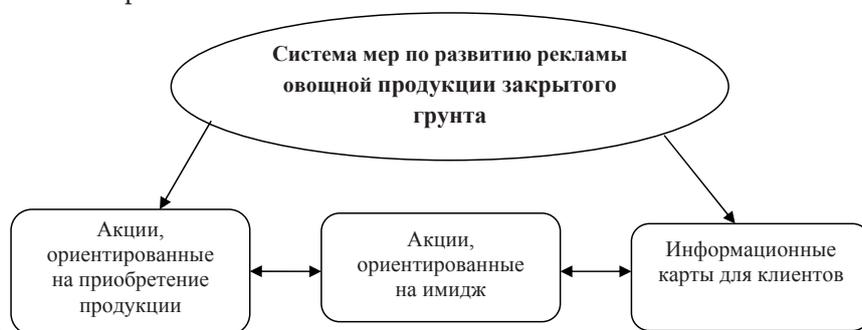 Система мер по развитию рекламы
овощной продукции закрытого
грунта
Акции,
ориентированные
на приобретение
продукции
Акции,
ориентированные
на имидж
Информационные
карты для клиентов